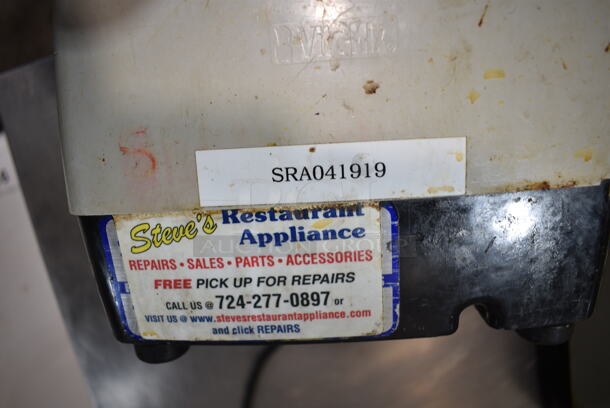 SRA041919
Steve's Restaurant
Appliance
REPAIRS • SALES • PARTS • ACCESSORIES
FREE PICK UP FOR REPAIRS
CALL US @ 724-277-0897 or
VISIT US @ www.stevesrestaurantappliance.com
and click REPAIRS